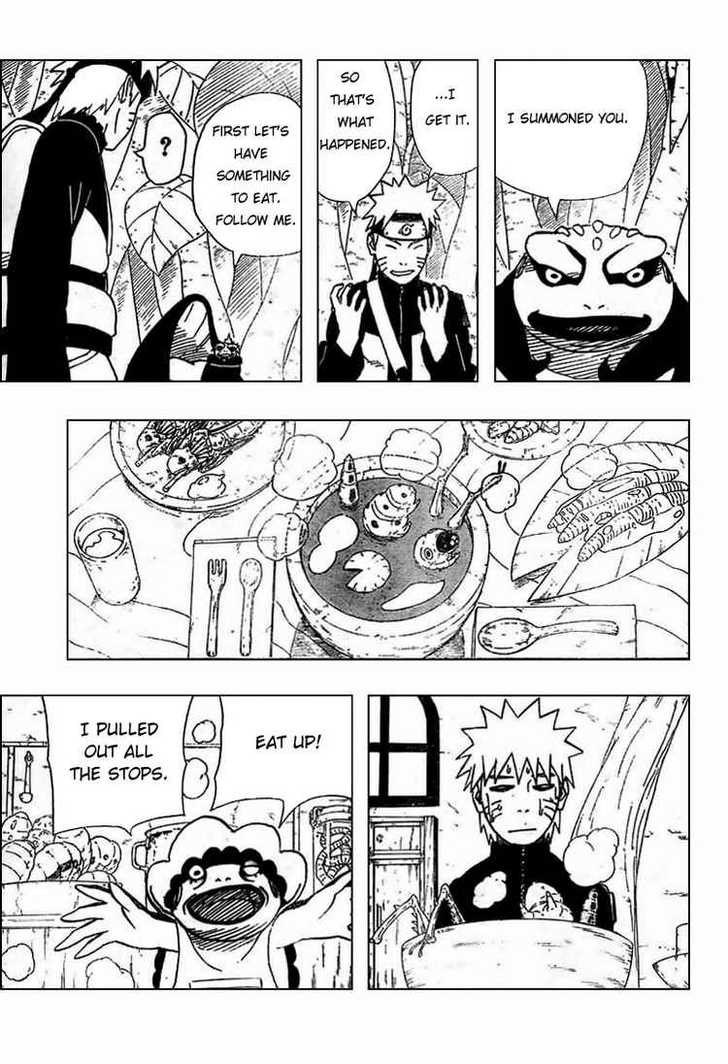 I SUMMONED YOU.
...I
GET IT.
SO
THAT'S
WHAT
HAPPENED.
FIRST LET'S
HAVE
SOMETHING
TO EAT.
FOLLOW ME.
?
EAT UP!
I PULLED
OUT ALL
THE STOPS.